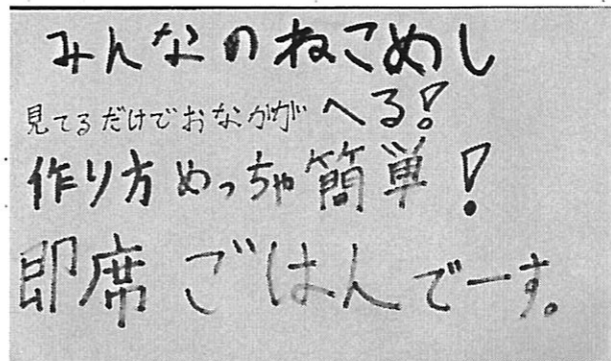 みんなのねこめし
見てるだけでおなかが へる!
作り方めっちゃ簡単!
即席ごはんでーす。